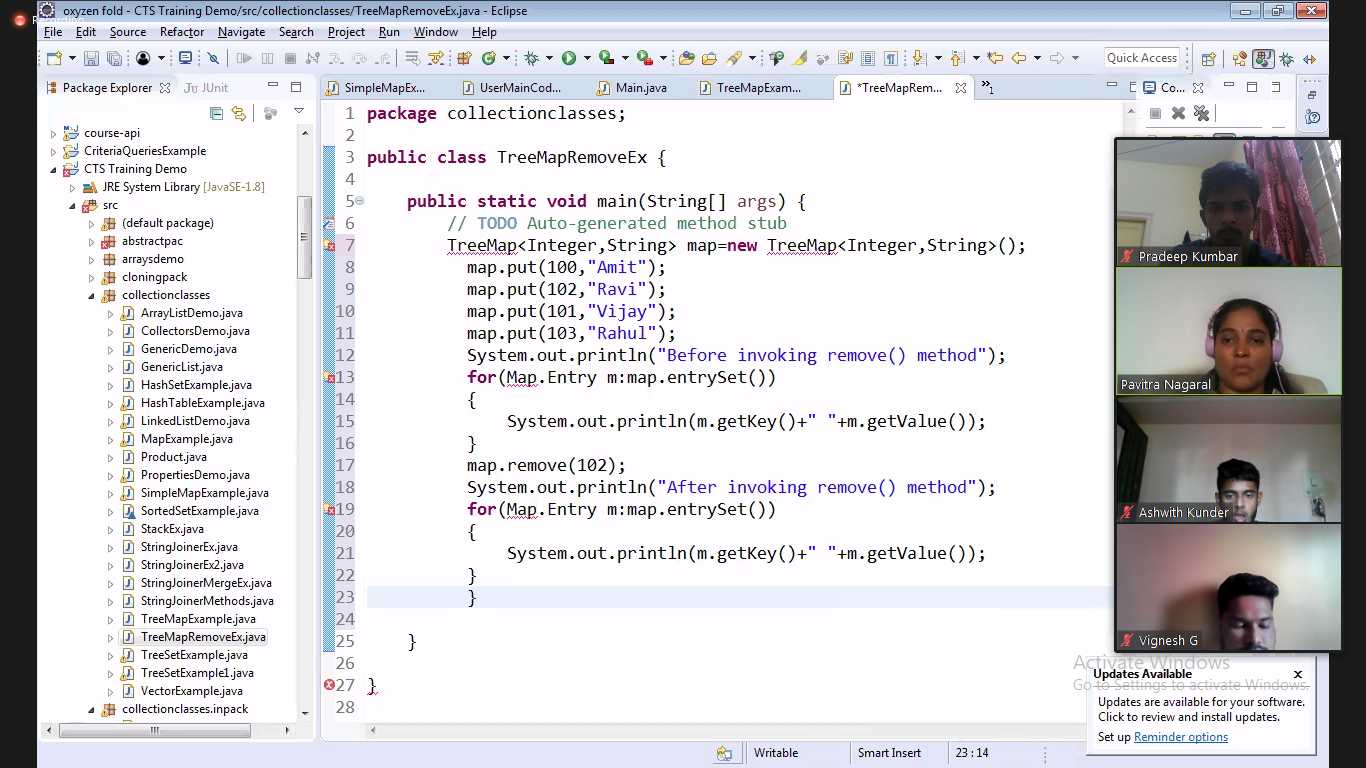 Recording
oxyzen fold - CTS Training Demo/src/collectionclasses/TreeMapRemoveEx.java - Eclipse
File Edit Source Refactor Navigate Search Project Run Window Help
Quick Access
Package Explorer JUnit
SimpleMapEx... UserMainCod... Main.java TreeMapExam... *TreeMapRem... »1 Co...
course-api
CriteriaQueriesExample
CTS Training Demo
JRE System Library [JavaSE-1.8]
src
(default package)
abstractpac
arraysdemo
cloningpack
collectionclasses
ArrayListDemo.java
CollectorsDemo.java
GenericDemo.java
GenericList.java
HashSetExample.java
HashTableExample.java
LinkedListDemo.java
MapExample.java
Product.java
PropertiesDemo.java
SimpleMapExample.java
SortedSetExample.java
StackEx.java
StringJoinerEx.java
StringJoinerEx2.java
StringJoinerMergeEx.java
StringJoinerMethods.java
TreeMapExample.java
TreeMapRemoveEx.java
TreeSetExample.java
TreeSetExample1.java
VectorExample.java
collectionclasses.inpack
1 package collectionclasses;
2
3 public class TreeMapRemoveEx {
4
5 public static void main(String[] args) {
6 // TODO Auto-generated method stub
7 TreeMap<Integer,String> map=new TreeMap<Integer,String>();
8 map.put(100,"Amit");
9 map.put(102,"Ravi");
10 map.put(101,"Vijay");
11 map.put(103,"Rahul");
12 System.out.println("Before invoking remove() method");
13 for(Map.Entry m:map.entrySet())
14 {
15 System.out.println(m.getKey()+" "+m.getValue());
16 }
17 map.remove(102);
18 System.out.println("After invoking remove() method");
19 for(Map.Entry m:map.entrySet())
20 {
21 System.out.println(m.getKey()+" "+m.getValue());
22 }
23 }
24
25 }
26
27 }
28
Pradeep Kumbar
Pavitra Nagaral
Ashwith Kunder
Vignesh G
Activate Windows
Go to Settings to activate Windows.
Updates Available
Updates are available for your software.
Click to review and install updates.
Set up Reminder options
Writable Smart Insert 23 : 14